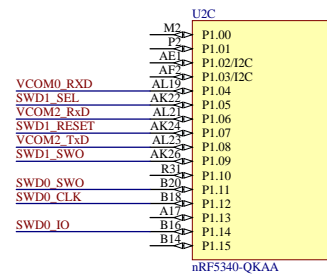 U2C
M2 P1.00
P2 P1.01
AE1 P1.02/I2C
AF2 P1.03/I2C
VCOM0_RXD AL19 P1.04
SWD1_SEL AK22 P1.05
VCOM2_RxD AL21 P1.06
SWD1_RESET AK24 P1.07
VCOM2_TxD AL23 P1.08
SWD1_SWO AK26 P1.09
R31 P1.10
SWD0_SWO B20 P1.11
SWD0_CLK B18 P1.12
A17 P1.13
SWD0_IO B16 P1.14
B14 P1.15
nRF5340-QKAA